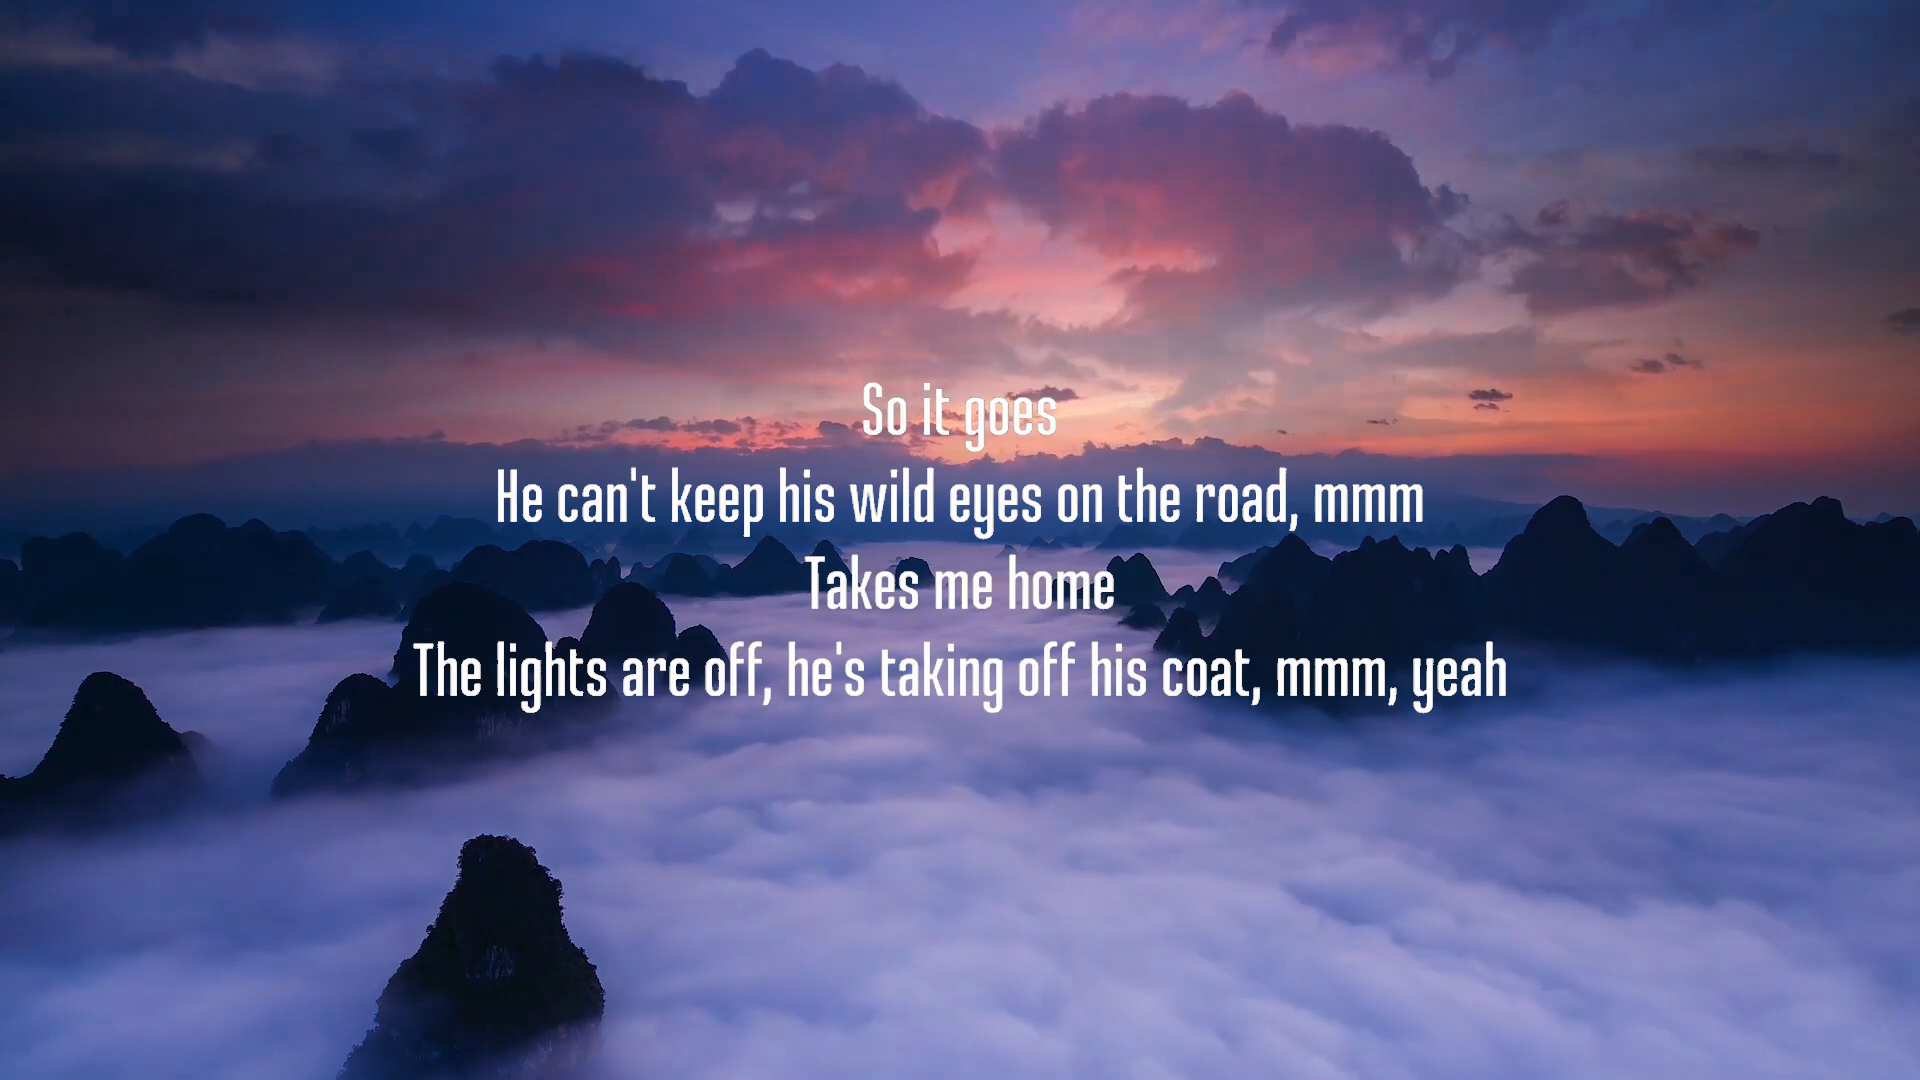 So it goes
He can't keep his wild eyes on the road, mmm
Takes me home
The lights are off, he's taking off his coat, mmm, yeah